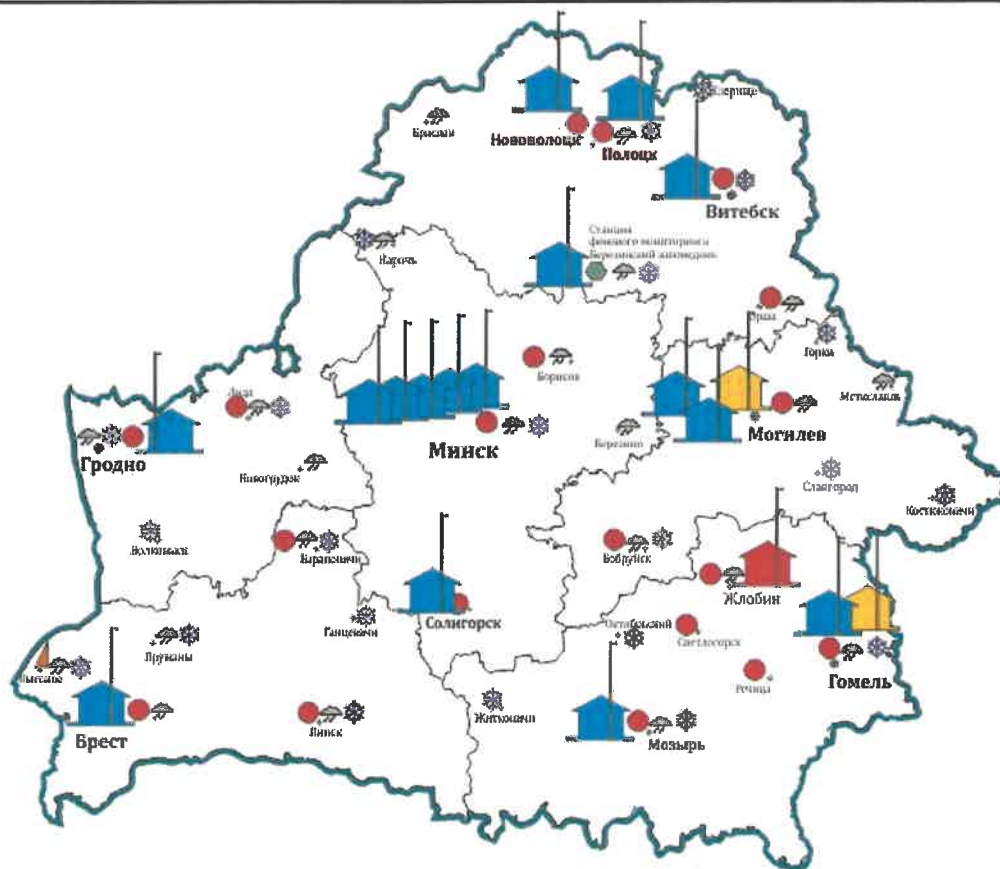 Езерище
Браслав
Новополоцк
Полоцк
Витебск
Станция
фонового мониторинга
Березинский заповедник
Нарочь
Орша
Горки
Борисов
Мстиславль
Лида
Березино
Могилев
Минск
Гродно
Новогрудок
Славгород
Костюковичи
Волковыск
Барановичи
Бобруйск
Жлобин
Ганцевичи
Солигорск
Октябрьский
Светлогорск
Пружаны
Высокое
Гомель
Речица
Житковичи
Брест
Пинск
Мозырь